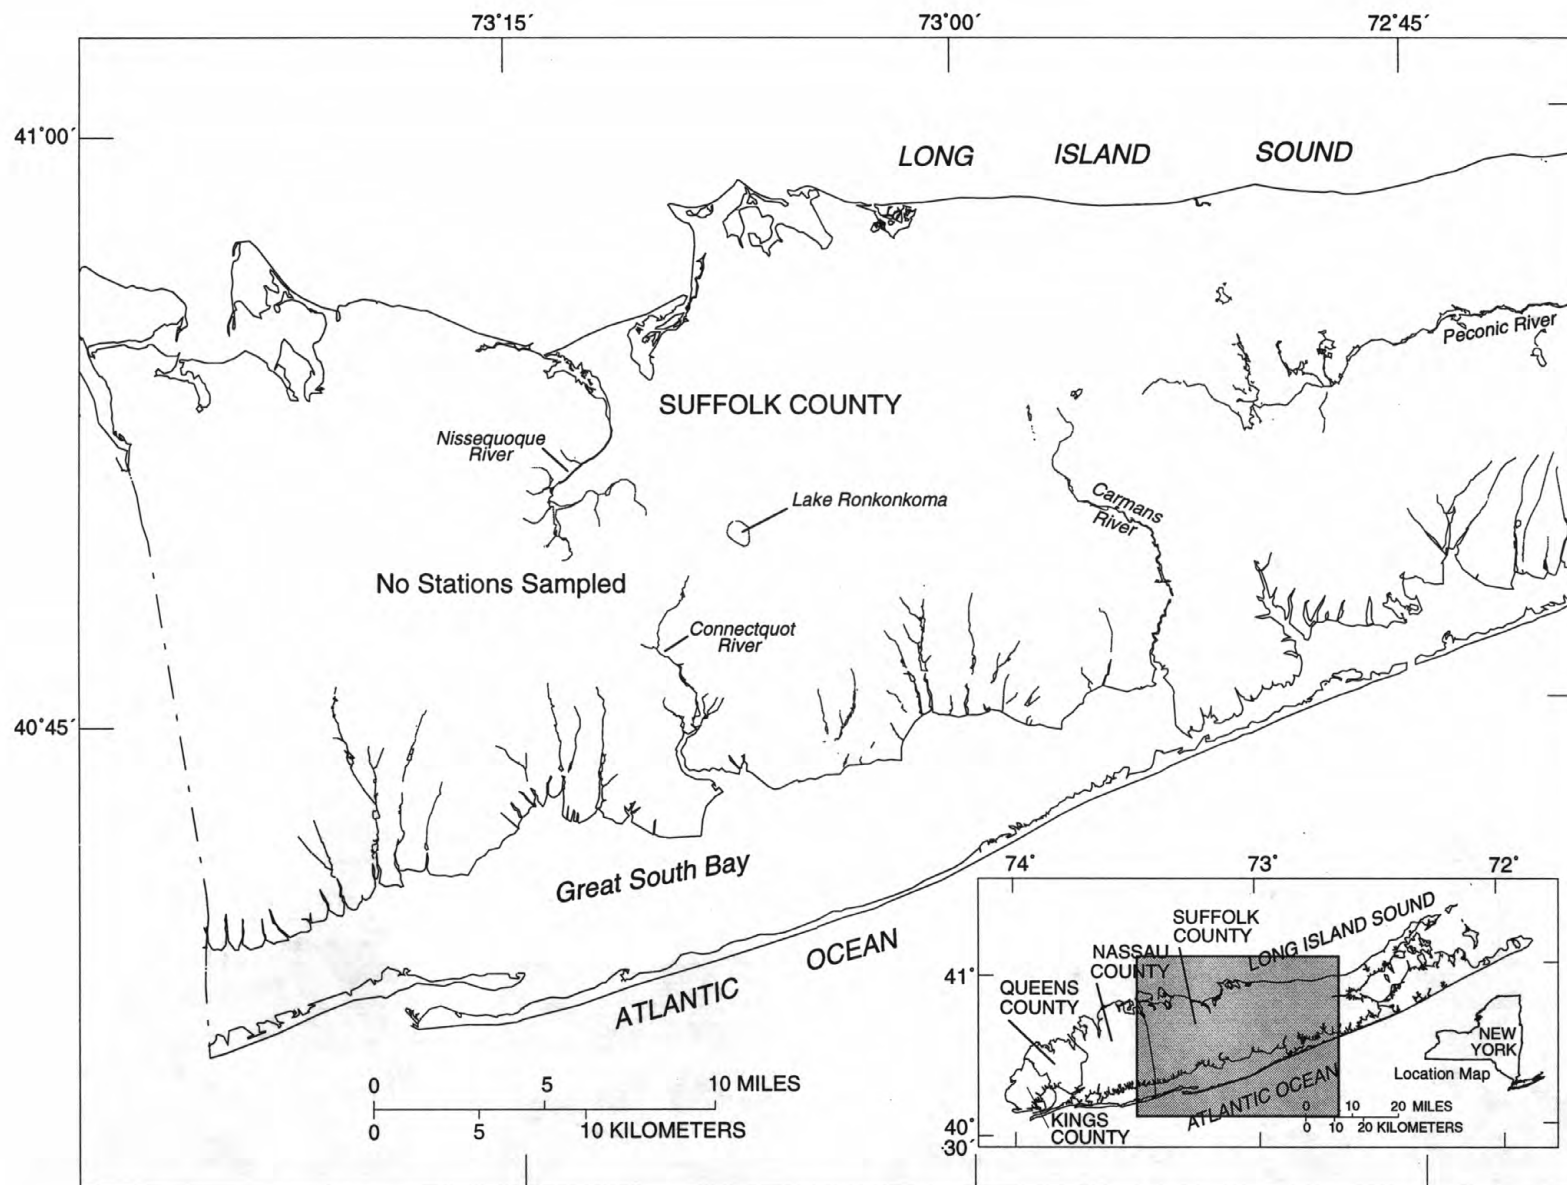 73°15´ 73°00´ 72°45´
41°00´
LONG ISLAND SOUND
Peconic River
SUFFOLK COUNTY
Nissequoque
River
Lake Ronkonkoma
Carmans
River
No Stations Sampled
Connectquot
River
40°45´
Great South Bay
ATLANTIC OCEAN
0 5 10 MILES
0 5 10 KILOMETERS
74° 73° 72°
SUFFOLK
COUNTY
LONG ISLAND SOUND
NASSAU
COUNTY
41°
QUEENS
COUNTY
NEW
YORK
Location Map
ATLANTIC OCEAN
0 10 20 MILES
0 10 20 KILOMETERS
KINGS
COUNTY
40°
30´